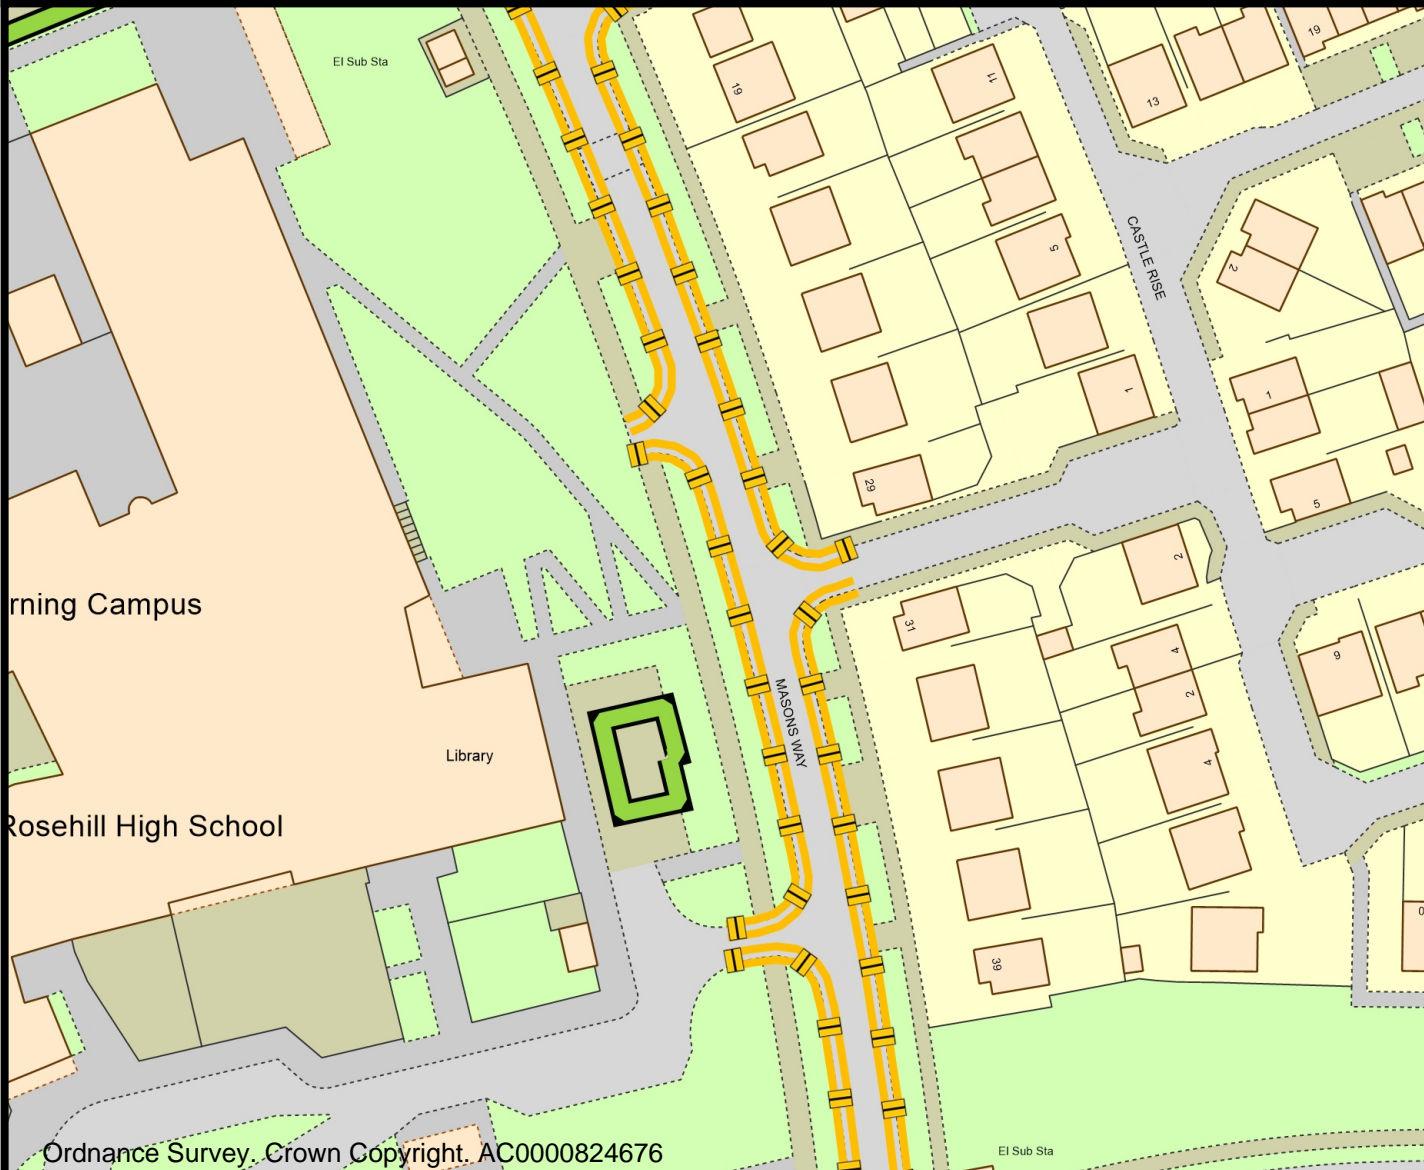 19
El Sub Sta
19
11
13
CASTLE RISE
5
2
1
1
29
5
2
rning Campus
31
4
9
2
MASONS WAY
Library
4
Rosehill High School
0
39
Ordnance Survey. Crown Copyright. AC0000824676
El Sub Sta